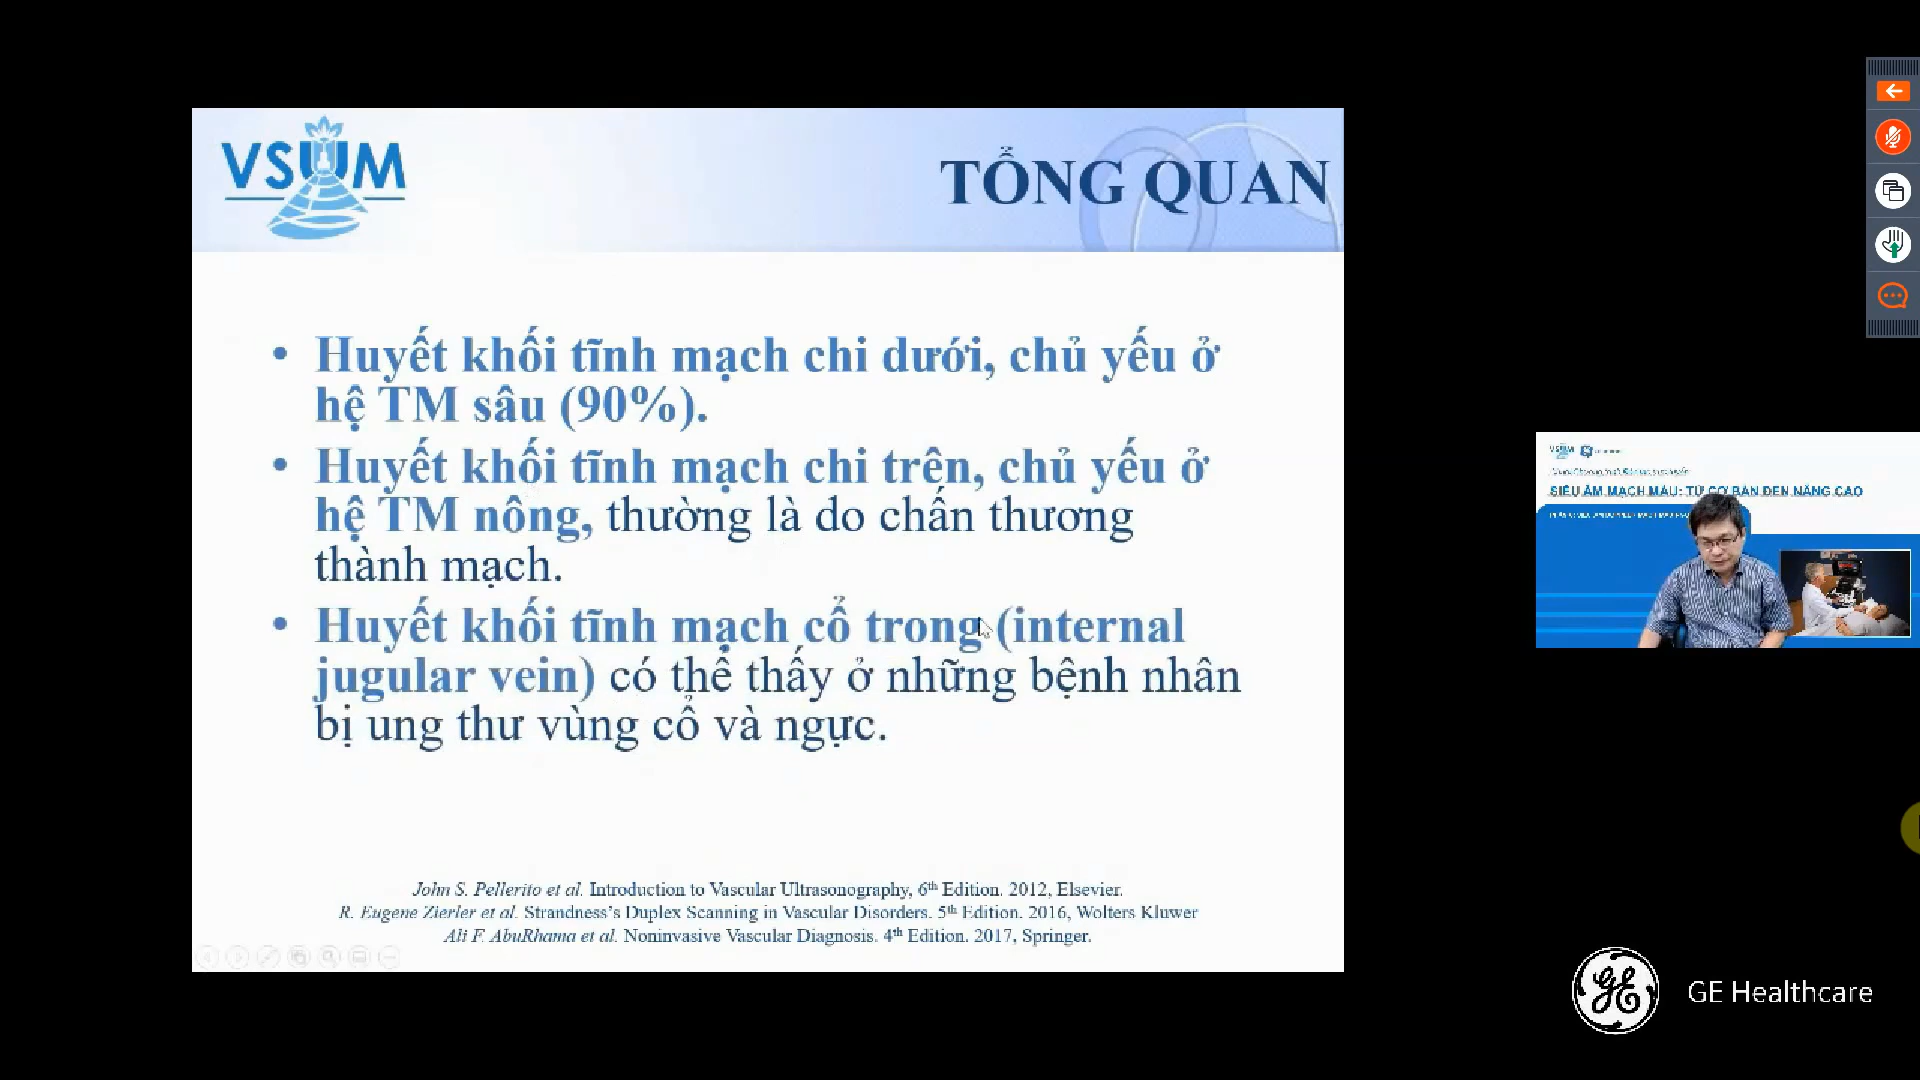 VSUM
TỔNG QUAN
• Huyết khối tĩnh mạch chi dưới, chủ yếu ở
hệ TM sâu (90%).
• Huyết khối tĩnh mạch chi trên, chủ yếu ở
hệ TM nông, thường là do chấn thương
thành mạch.
• Huyết khối tĩnh mạch cổ trong (internal
jugular vein) có thể thấy ở những bệnh nhân
bị ung thư vùng cổ và ngực.
John S. Pellerito et al. Introduction to Vascular Ultrasonography, 6th Edition. 2012, Elsevier.
R. Eugene Zierler et al. Strandness's Duplex Scanning in Vascular Disorders. 5th Edition. 2016, Wolters Kluwer
Ali F. AbuRhama et al. Noninvasive Vascular Diagnosis. 4th Edition. 2017, Springer.
VSUM
SIÊU ÂM MẠCH MÁU: TỪ CƠ BẢN ĐẾN NÂNG CAO
GE Healthcare